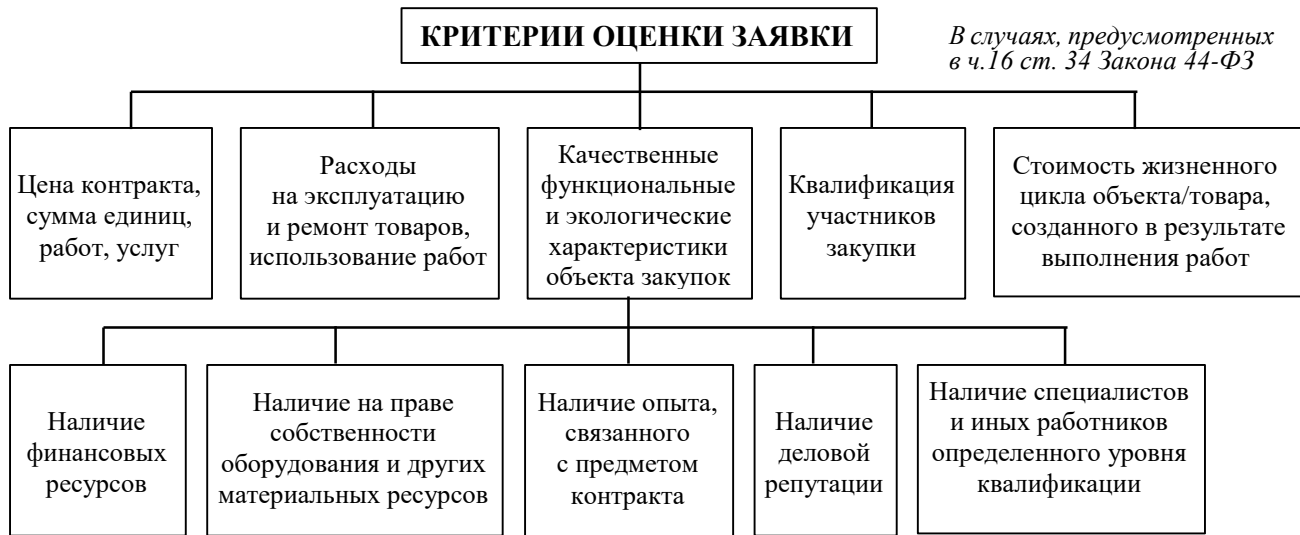 КРИТЕРИИ ОЦЕНКИ ЗАЯВКИ
В случаях, предусмотренных
в ч.16 ст. 34 Закона 44-ФЗ
Цена контракта,
сумма единиц,
работ, услуг
Расходы
на эксплуатацию
и ремонт товаров,
использование работ
Качественные
функциональные
и экологические
характеристики
объекта закупок
Квалификация
участников
закупки
Стоимость жизненного
цикла объекта/товара,
созданного в результате
выполнения работ
Наличие
финансовых
ресурсов
Наличие на праве
собственности
оборудования и других
материальных ресурсов
Наличие опыта,
связанного
с предметом
контракта
Наличие
деловой
репутации
Наличие специалистов
и иных работников
определенного уровня
квалификации